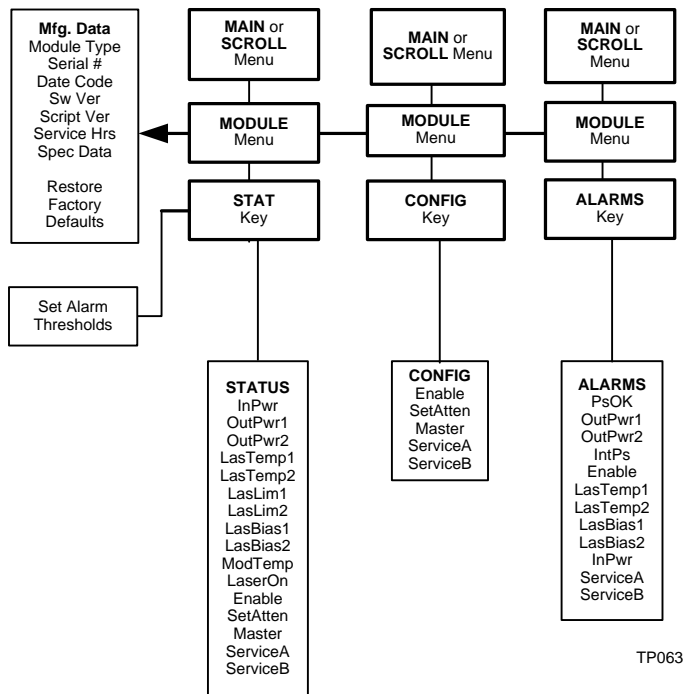 Mfg. Data
Module Type
Serial #
Date Code
Sw Ver
Script Ver
Service Hrs
Spec Data
Restore
Factory
Defaults
MAIN or
SCROLL
Menu
MAIN or
SCROLL Menu
MAIN or
SCROLL
Menu
MODULE
Menu
MODULE
Menu
MODULE
Menu
STAT
Key
CONFIG
Key
ALARMS
Key
Set Alarm
Thresholds
STATUS
InPwr
OutPwr1
OutPwr2
LasTemp1
LasTemp2
LasLim1
LasLim2
LasBias1
LasBias2
ModTemp
LaserOn
Enable
SetAtten
Master
ServiceA
ServiceB
CONFIG
Enable
SetAtten
Master
ServiceA
ServiceB
ALARMS
PsOK
OutPwr1
OutPwr2
IntPs
Enable
LasTemp1
LasTemp2
LasBias1
LasBias2
InPwr
ServiceA
ServiceB
TP063